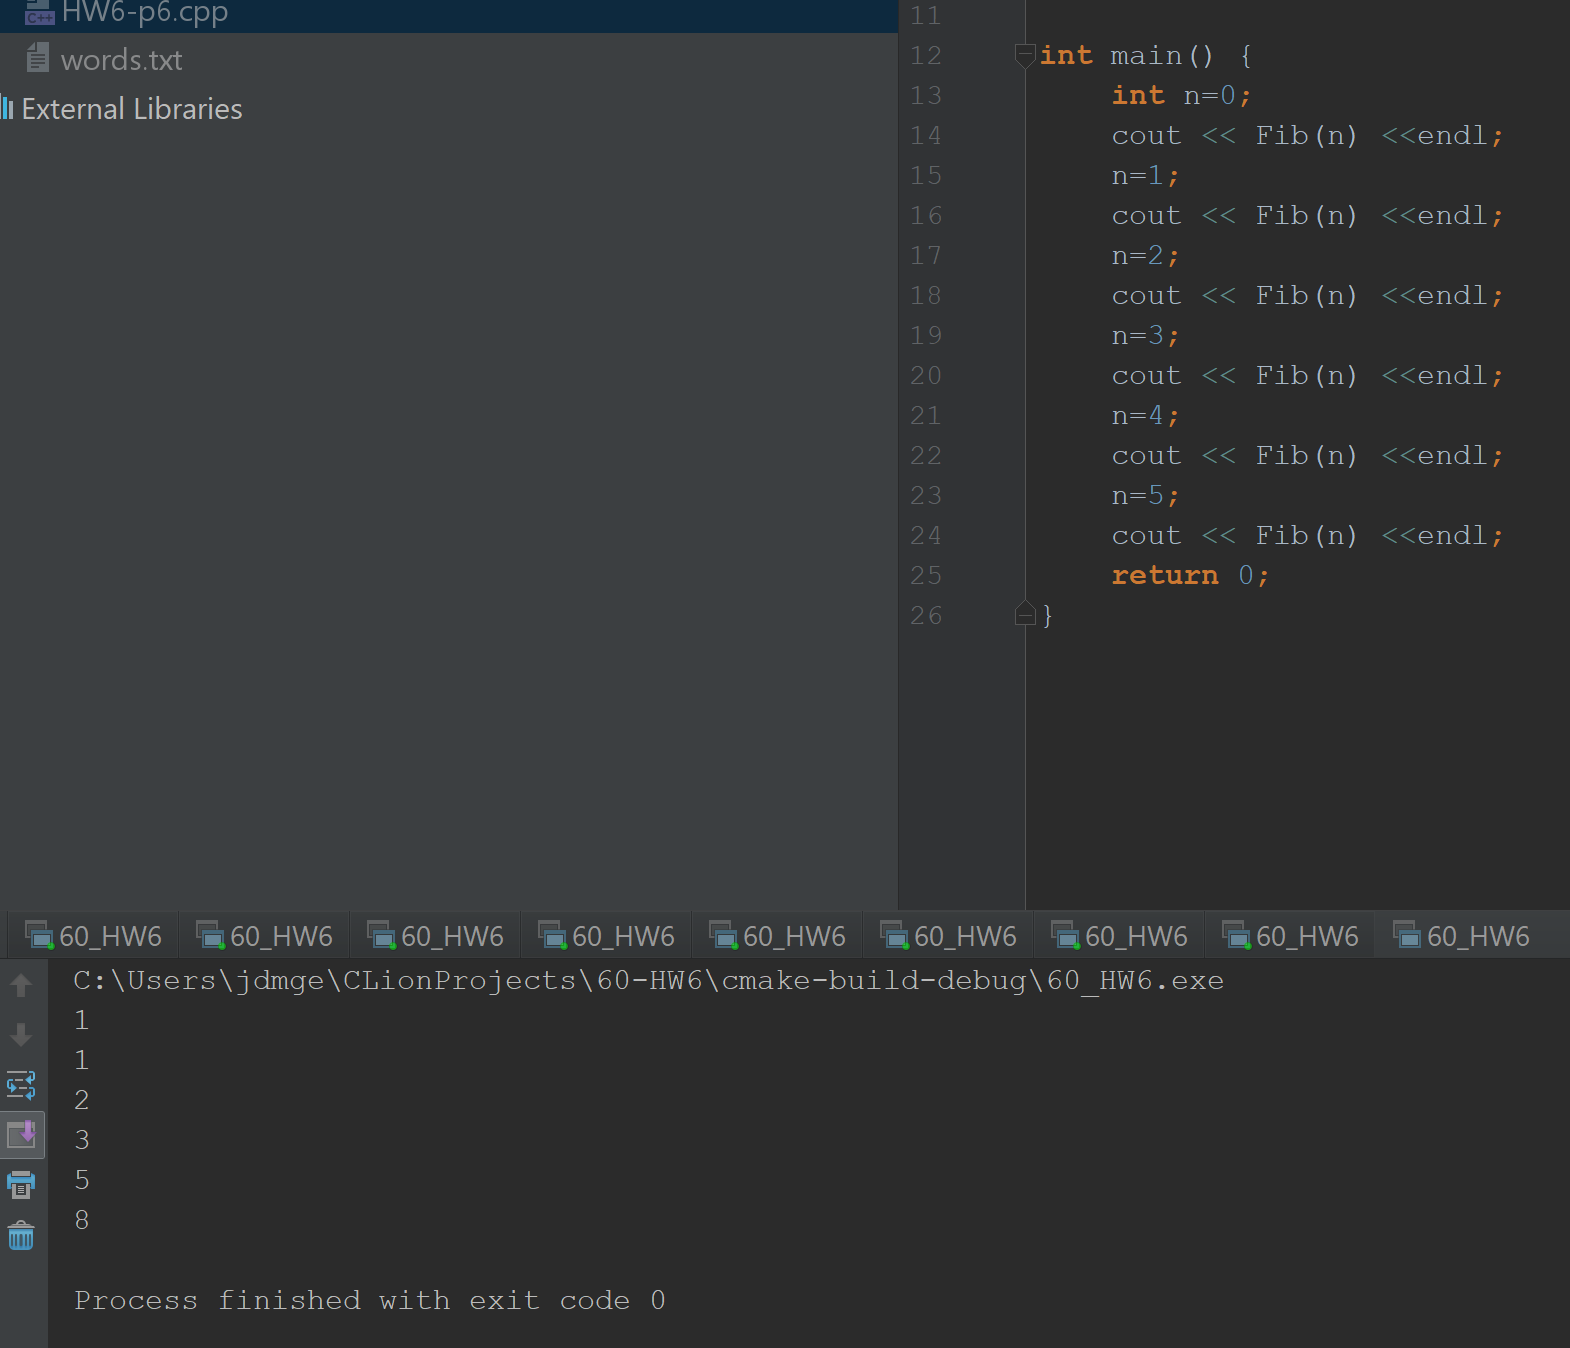 C++ HW6-p6.cpp
words.txt
External Libraries
11
12 int main() {
13 int n=0;
14 cout << Fib(n) <<endl;
15 n=1;
16 cout << Fib(n) <<endl;
17 n=2;
18 cout << Fib(n) <<endl;
19 n=3;
20 cout << Fib(n) <<endl;
21 n=4;
22 cout << Fib(n) <<endl;
23 n=5;
24 cout << Fib(n) <<endl;
25 return 0;
26 }
60_HW6 60_HW6 60_HW6 60_HW6 60_HW6 60_HW6 60_HW6 60_HW6 60_HW6
C:\Users\jdmge\CLionProjects\60-HW6\cmake-build-debug\60_HW6.exe
1
1
2
3
5
8
Process finished with exit code 0